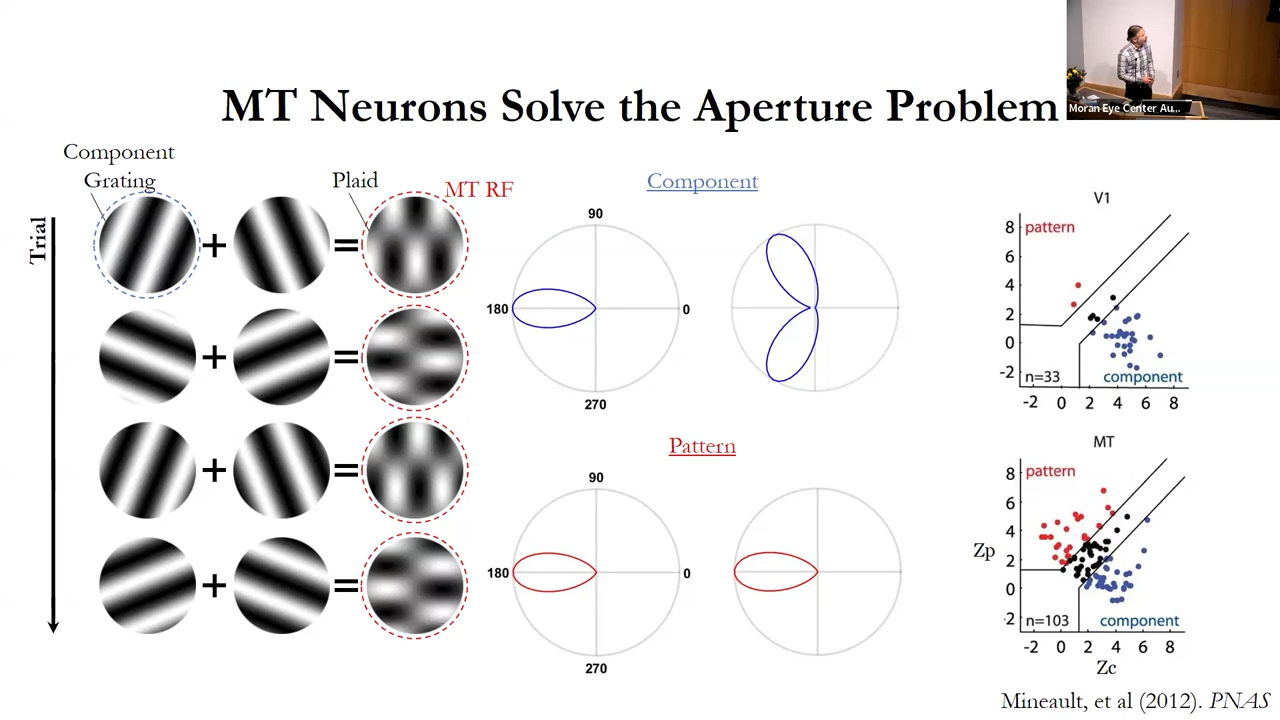 MT Neurons Solve the Aperture Problem
Moran Eye Center Au...
Component
Grating
Plaid
MT RF
Trial
+
=
+
=
+
=
+
=
Component
90
180
0
270
Pattern
90
180
0
270
V1
8
6
4
2
0
-2
pattern
n=33
component
-2 0 2 4 6 8
MT
8
6
4
2
0
-2
Zp
pattern
n=103
component
-2 0 2 4 6 8
Zc
Mineault, et al (2012). PNAS